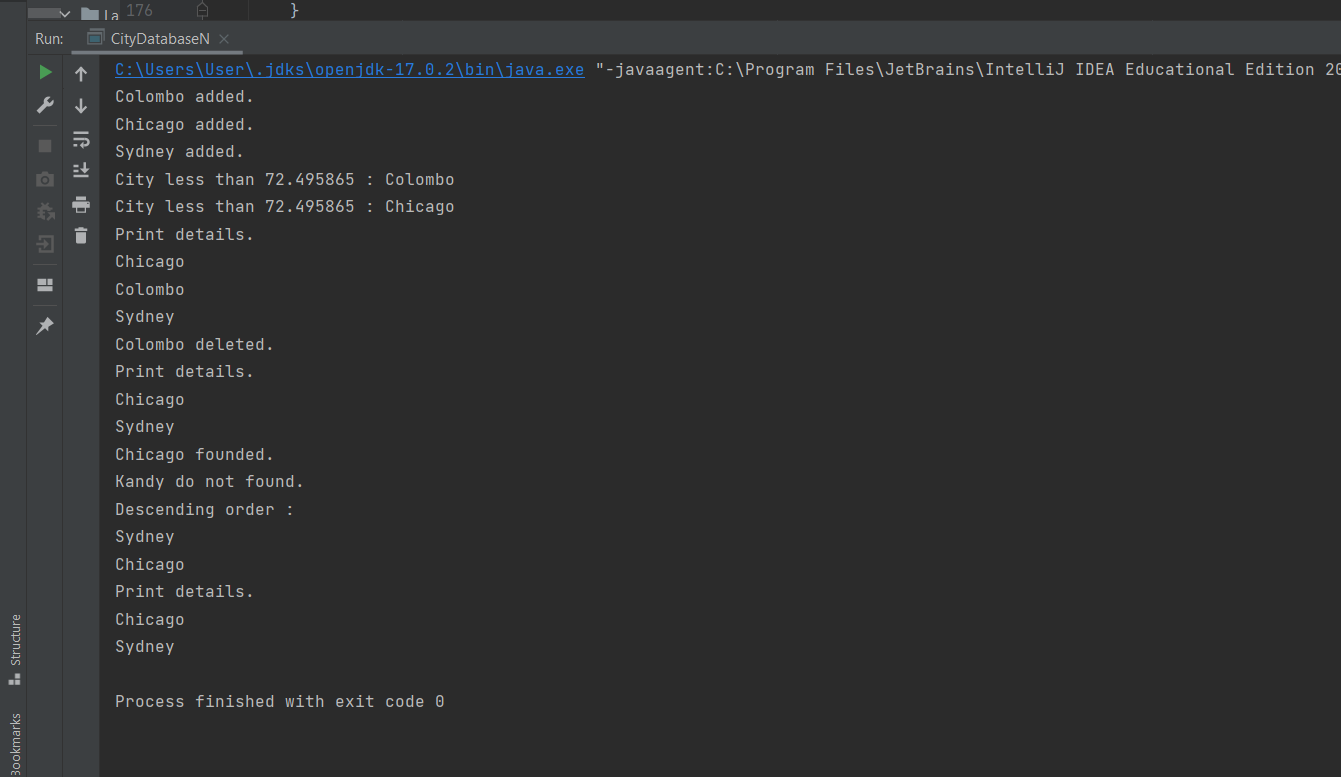 La 176 }
Run: CityDatabaseN
C:\Users\User\.jdks\openjdk-17.0.2\bin\java.exe "-javaagent:C:\Program Files\JetBrains\IntelliJ IDEA Educational Edition 20
Colombo added.
Chicago added.
Sydney added.
City less than 72.495865 : Colombo
City less than 72.495865 : Chicago
Print details.
Chicago
Colombo
Sydney
Colombo deleted.
Print details.
Chicago
Sydney
Chicago founded.
Kandy do not found.
Descending order :
Sydney
Chicago
Print details.
Chicago
Sydney
Process finished with exit code 0
Structure
Bookmarks